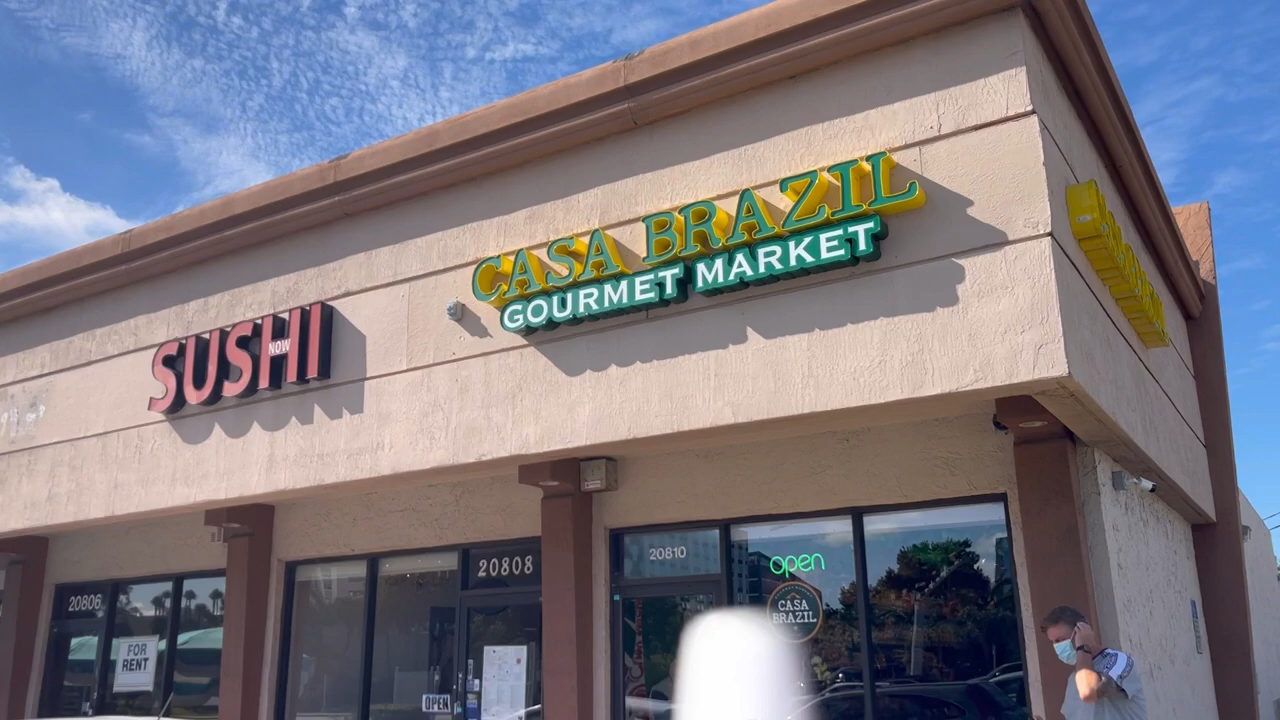 CASA BRAZIL
GOURMET MARKET
SUSHI
NOW
20806
FOR
RENT
20808
OPEN
20810
open
CASA
BRAZIL